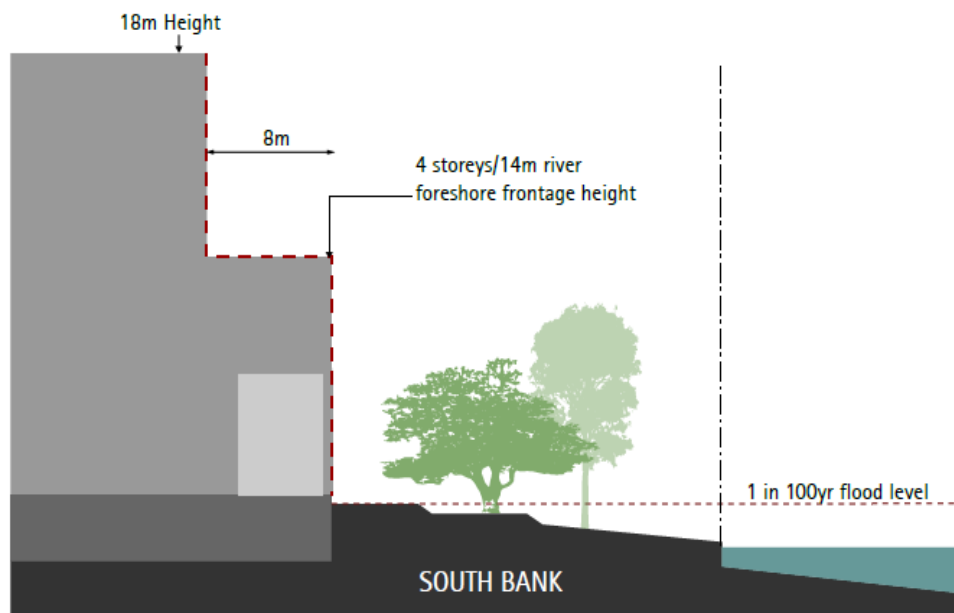 18m Height
8m
4 storeys/14m river
foreshore frontage height
1 in 100yr flood level
SOUTH BANK